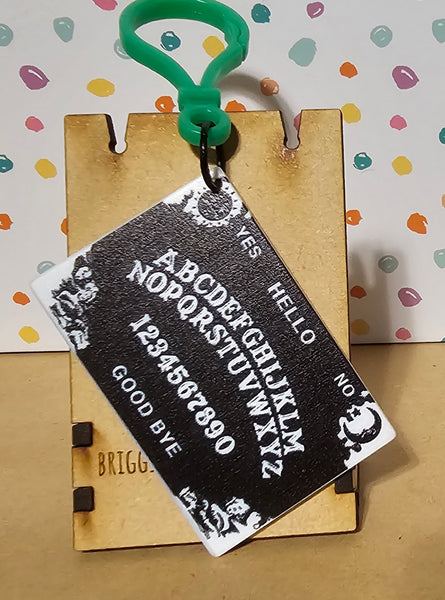 YES HELLO NO
ABCDEFGHIJKLM
NOPQRSTUVWXYZ
1234567890
GOOD BYE
BRIGG